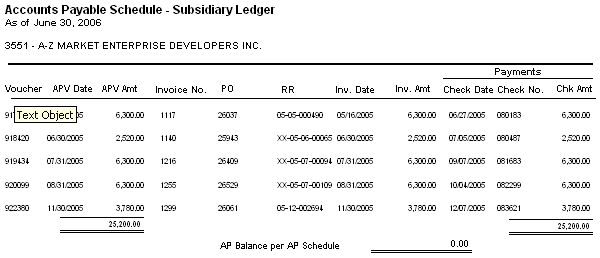 Accounts Payable Schedule - Subsidiary Ledger
As of June 30, 2006
3551 - A-Z MARKET ENTERPRISE DEVELOPERS INC.
Payments
Voucher APV Date APV Amt Invoice No. PO RR Inv. Date Inv. Amt Check Date Check No. Chk Amt
Text Object 6,300.00 1117 26037 05-05-000490 05/16/2005 6,300.00 06/27/2005 080183 6,300.00
918420 06/30/2005 2,520.00 1140 25943 XX-05-06-00065 06/30/2005 2,520.00 07/05/2005 080487 2,520.00
919434 07/31/2005 6,300.00 1216 26409 XX-05-07-00094 07/31/2005 6,300.00 09/07/2005 081683 6,300.00
920099 08/31/2005 6,300.00 1255 26529 XX-05-07-00109 08/31/2005 6,300.00 10/04/2005 082299 6,300.00
922380 11/30/2005 3,780.00 1299 26061 05-12-002694 11/30/2005 3,780.00 12/07/2005 083621 3,780.00
25,200.00 25,200.00
AP Balance per AP Schedule 0.00